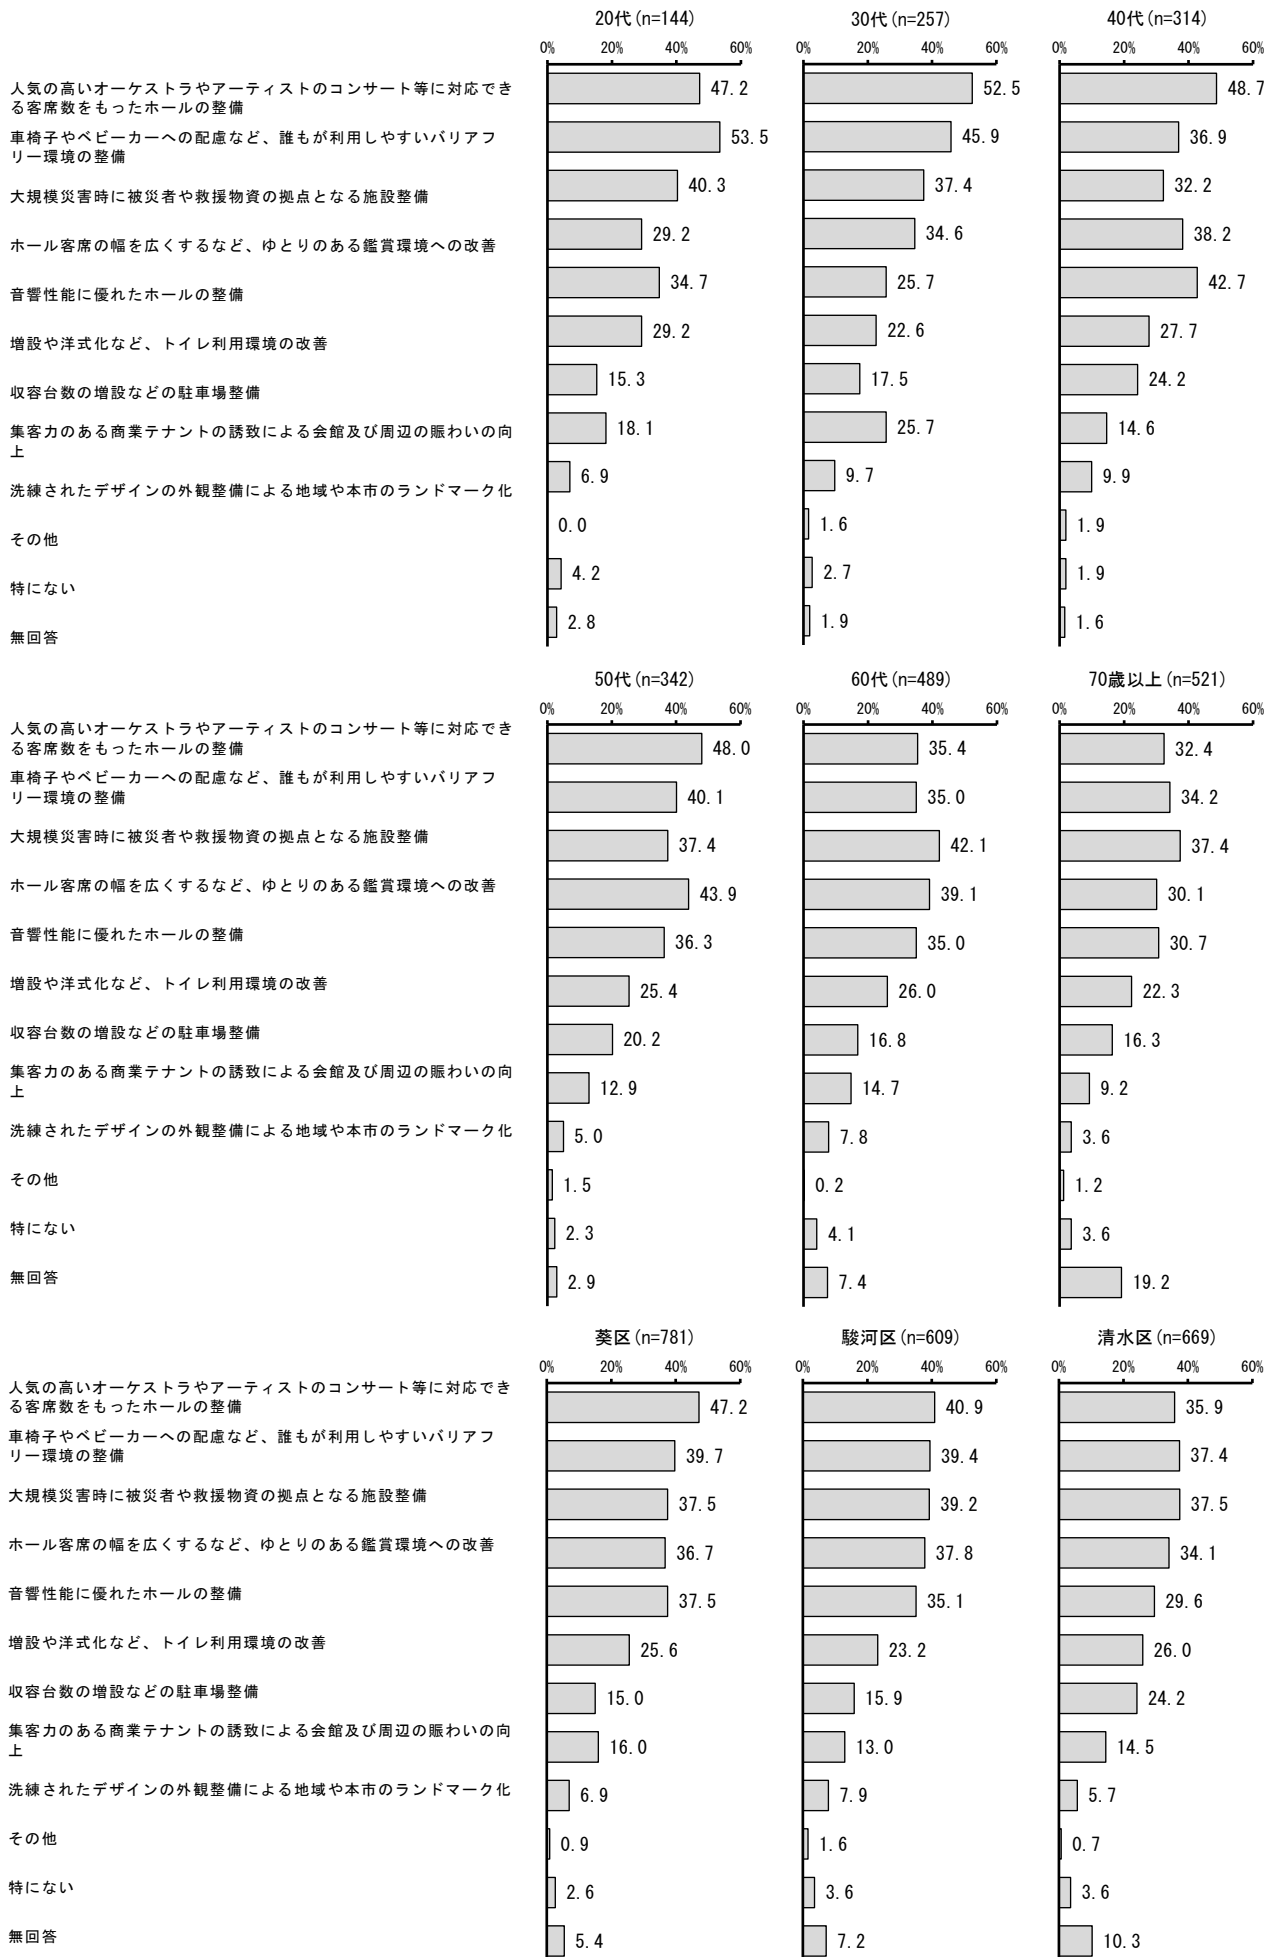 20代(n=144) 30代(n=257) 40代(n=314)
0% 20% 40% 60% 0% 20% 40% 60% 0% 20% 40% 60%
人気の高いオーケストラやアーティストのコンサート等に対応でき
る客席数をもったホールの整備
47.2 52.5 48.7
車椅子やベビーカーへの配慮など、誰もが利用しやすいバリアフ
リー環境の整備
53.5 45.9 36.9
大規模災害時に被災者や救援物資の拠点となる施設整備
40.3 37.4 32.2
ホール客席の幅を広くするなど、ゆとりのある鑑賞環境への改善
29.2 34.6 38.2
音響性能に優れたホールの整備
34.7 25.7 42.7
増設や洋式化など、トイレ利用環境の改善
29.2 22.6 27.7
収容台数の増設などの駐車場整備
15.3 17.5 24.2
集客力のある商業テナントの誘致による会館及び周辺の賑わいの向
上
18.1 25.7 14.6
洗練されたデザインの外観整備による地域や本市のランドマーク化
6.9 9.7 9.9
その他
0.0 1.6 1.9
特にない
4.2 2.7 1.9
無回答
2.8 1.9 1.6
50代(n=342) 60代(n=489) 70歳以上(n=521)
0% 20% 40% 60% 0% 20% 40% 60% 0% 20% 40% 60%
人気の高いオーケストラやアーティストのコンサート等に対応でき
る客席数をもったホールの整備
48.0 35.4 32.4
車椅子やベビーカーへの配慮など、誰もが利用しやすいバリアフ
リー環境の整備
40.1 35.0 34.2
大規模災害時に被災者や救援物資の拠点となる施設整備
37.4 42.1 37.4
ホール客席の幅を広くするなど、ゆとりのある鑑賞環境への改善
43.9 39.1 30.1
音響性能に優れたホールの整備
36.3 35.0 30.7
増設や洋式化など、トイレ利用環境の改善
25.4 26.0 22.3
収容台数の増設などの駐車場整備
20.2 16.8 16.3
集客力のある商業テナントの誘致による会館及び周辺の賑わいの向
上
12.9 14.7 9.2
洗練されたデザインの外観整備による地域や本市のランドマーク化
5.0 7.8 3.6
その他
1.5 0.2 1.2
特にない
2.3 4.1 3.6
無回答
2.9 7.4 19.2
葵区(n=781) 駿河区(n=609) 清水区(n=669)
0% 20% 40% 60% 0% 20% 40% 60% 0% 20% 40% 60%
人気の高いオーケストラやアーティストのコンサート等に対応でき
る客席数をもったホールの整備
47.2 40.9 35.9
車椅子やベビーカーへの配慮など、誰もが利用しやすいバリアフ
リー環境の整備
39.7 39.4 37.4
大規模災害時に被災者や救援物資の拠点となる施設整備
37.5 39.2 37.5
ホール客席の幅を広くするなど、ゆとりのある鑑賞環境への改善
36.7 37.8 34.1
音響性能に優れたホールの整備
37.5 35.1 29.6
増設や洋式化など、トイレ利用環境の改善
25.6 23.2 26.0
収容台数の増設などの駐車場整備
15.0 15.9 24.2
集客力のある商業テナントの誘致による会館及び周辺の賑わいの向
上
16.0 13.0 14.5
洗練されたデザインの外観整備による地域や本市のランドマーク化
6.9 7.9 5.7
その他
0.9 1.6 0.7
特にない
2.6 3.6 3.6
無回答
5.4 7.2 10.3